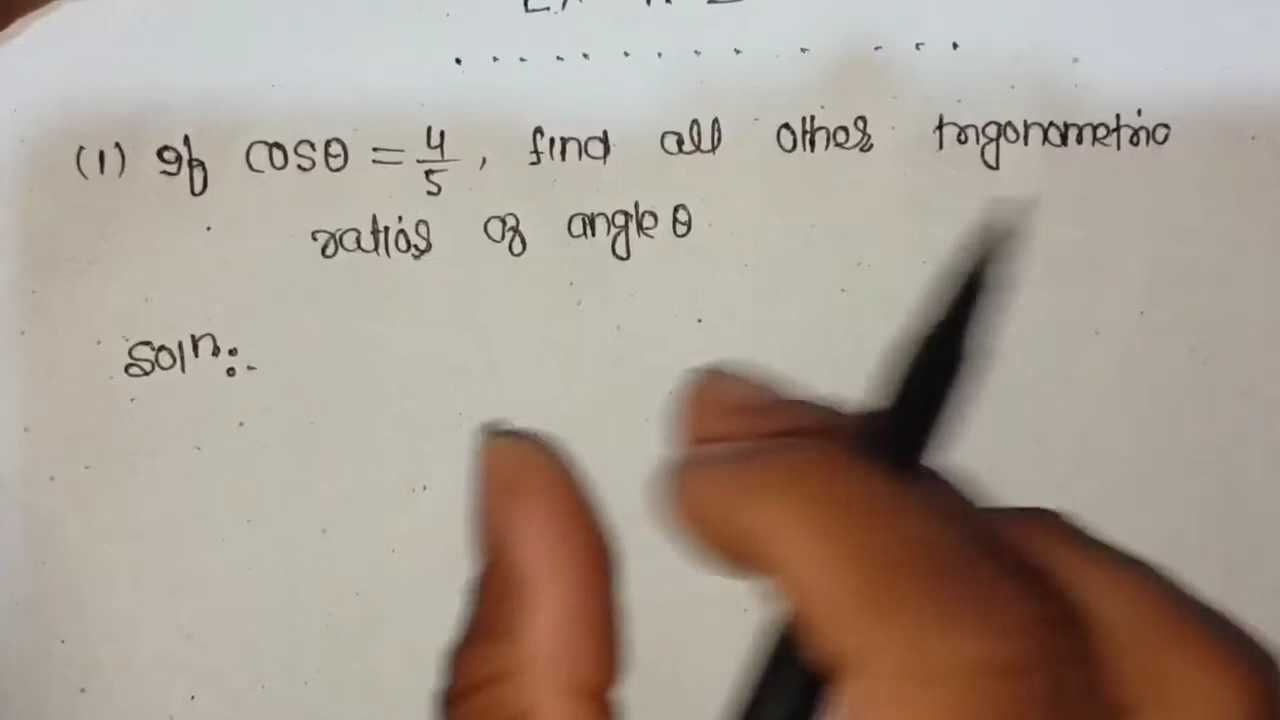 (1) If cosθ = 4/5, find all other trigonometric
ratios of angle θ
Soln:-